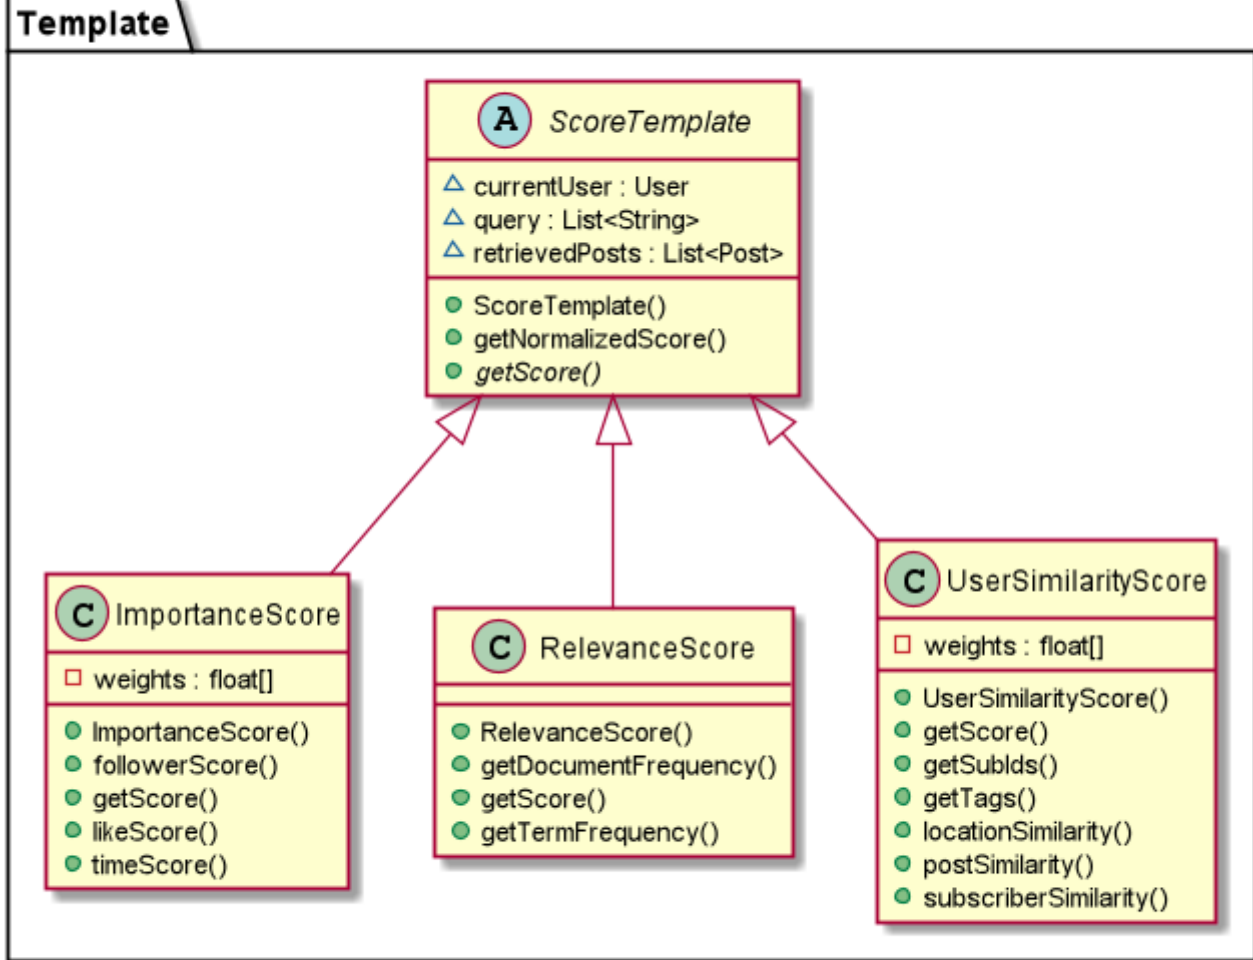 Template
A ScoreTemplate
currentUser : User
query : List<String>
retrievedPosts : List<Post>
ScoreTemplate()
getNormalizedScore()
getScore()
C ImportanceScore
weights : float[]
ImportanceScore()
followerScore()
getScore()
likeScore()
timeScore()
C RelevanceScore
RelevanceScore()
getDocumentFrequency()
getScore()
getTermFrequency()
C UserSimilarityScore
weights : float[]
UserSimilarityScore()
getScore()
getSubIds()
getTags()
locationSimilarity()
postSimilarity()
subscriberSimilarity()